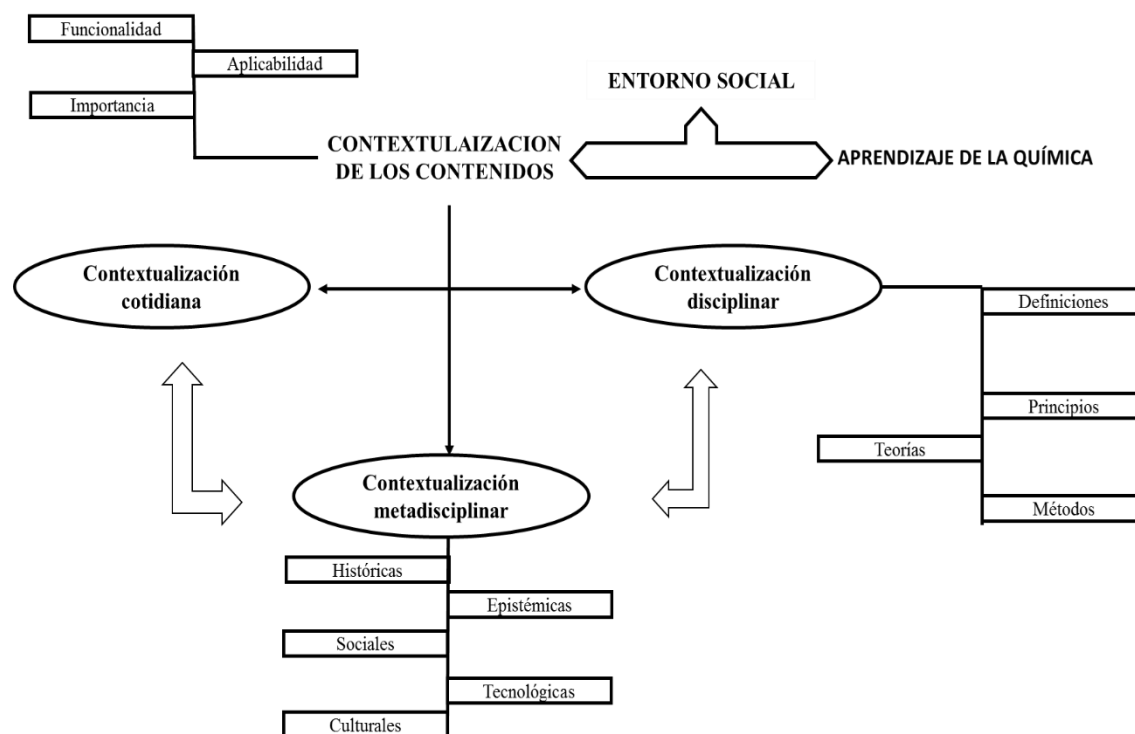 Funcionalidad
Aplicabilidad
Importancia
ENTORNO SOCIAL
CONTEXTULAIZACION
DE LOS CONTENIDOS
APRENDIZAJE DE LA QUÍMICA
Contextualización
cotidiana
Contextualización
disciplinar
Definiciones
Principios
Teorías
Métodos
Contextualización
metadisciplinar
Históricas
Epistémicas
Sociales
Tecnológicas
Culturales